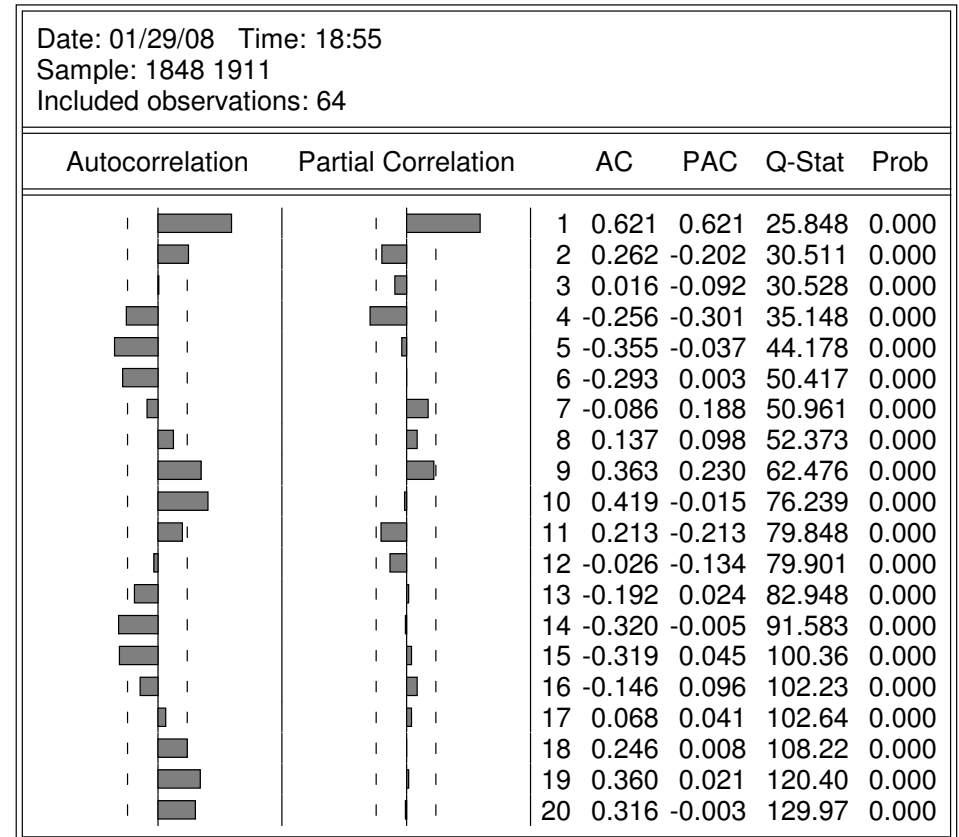 Date: 01/29/08 Time: 18:55
Sample: 1848 1911
Included observations: 64
Autocorrelation Partial Correlation AC PAC Q-Stat Prob
1 0.621 0.621 25.848 0.000
2 0.262 -0.202 30.511 0.000
3 0.016 -0.092 30.528 0.000
4 -0.256 -0.301 35.148 0.000
5 -0.355 -0.037 44.178 0.000
6 -0.293 0.003 50.417 0.000
7 -0.086 0.188 50.961 0.000
8 0.137 0.098 52.373 0.000
9 0.363 0.230 62.476 0.000
10 0.419 -0.015 76.239 0.000
11 0.213 -0.213 79.848 0.000
12 -0.026 -0.134 79.901 0.000
13 -0.192 0.024 82.948 0.000
14 -0.320 -0.005 91.583 0.000
15 -0.319 0.045 100.36 0.000
16 -0.146 0.096 102.23 0.000
17 0.068 0.041 102.64 0.000
18 0.246 0.008 108.22 0.000
19 0.360 0.021 120.40 0.000
20 0.316 -0.003 129.97 0.000